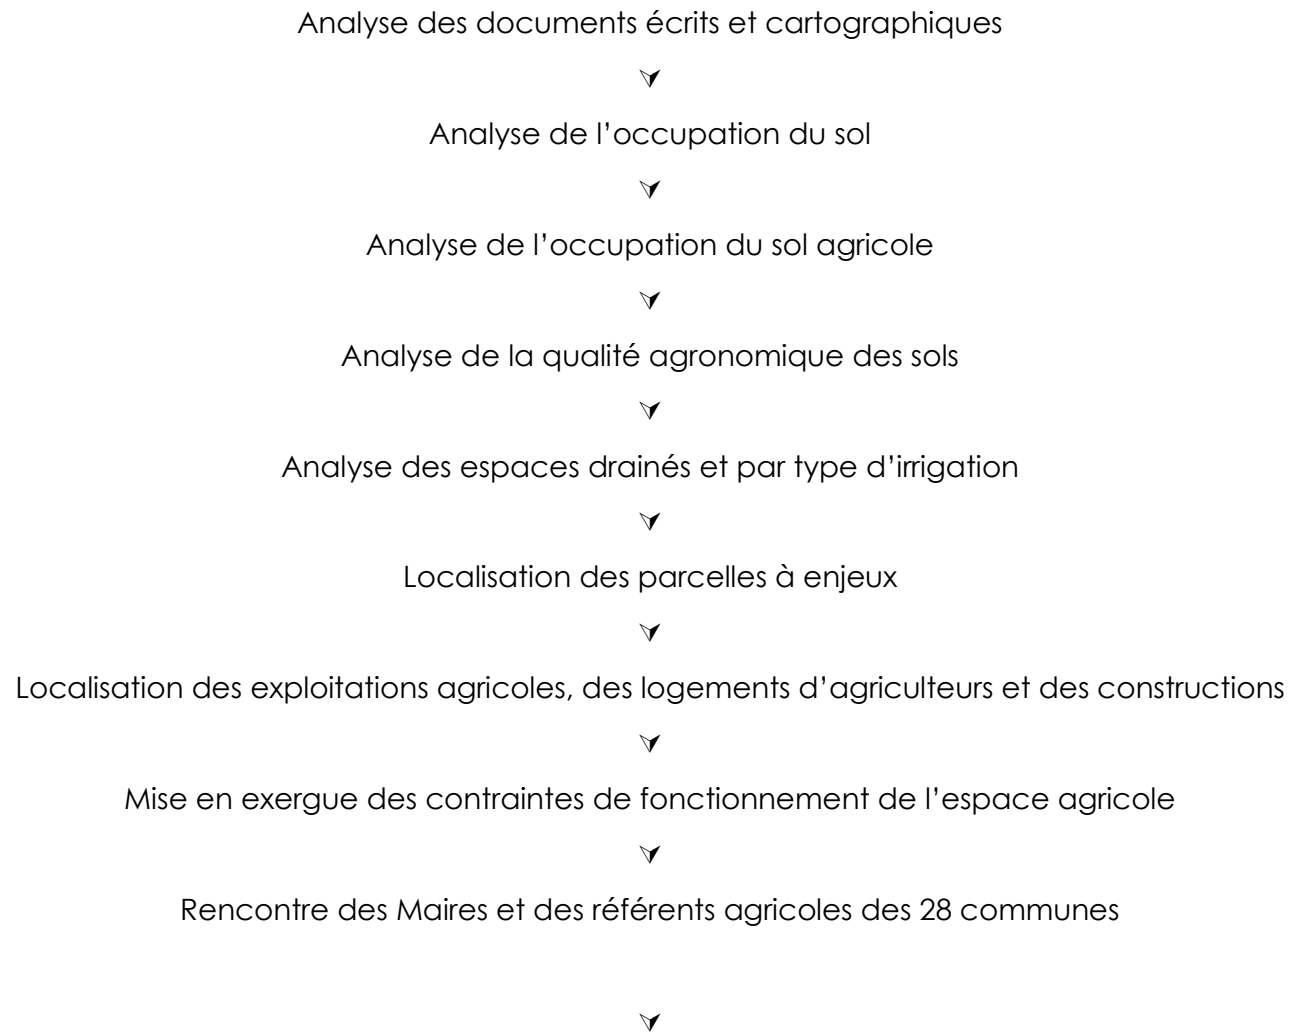 Analyse des documents écrits et cartographiques
Analyse de l’occupation du sol
Analyse de l’occupation du sol agricole
Analyse de la qualité agronomique des sols
Analyse des espaces drainés et par type d’irrigation
Localisation des parcelles à enjeux
Localisation des exploitations agricoles, des logements d’agriculteurs et des constructions
Mise en exergue des contraintes de fonctionnement de l’espace agricole
Rencontre des Maires et des référents agricoles des 28 communes